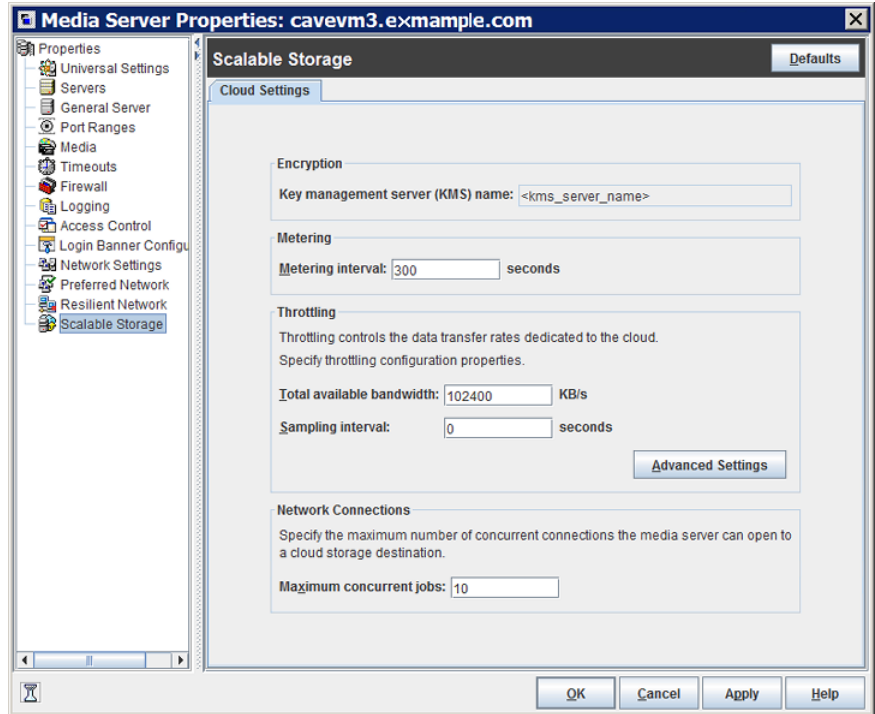 Media Server Properties: cavevm3.exmample.com
Properties
Universal Settings
Servers
General Server
Port Ranges
Media
Timeouts
Firewall
Logging
Access Control
Login Banner Configu
Network Settings
Preferred Network
Resilient Network
Scalable Storage
Scalable Storage
Defaults
Cloud Settings
Encryption
Key management server (KMS) name: <kms_server_name>
Metering
Metering interval: 300 seconds
Throttling
Throttling controls the data transfer rates dedicated to the cloud.
Specify throttling configuration properties.
Total available bandwidth: 102400 KB/s
Sampling interval: 0 seconds
Advanced Settings
Network Connections
Specify the maximum number of concurrent connections the media server can open to
a cloud storage destination.
Maximum concurrent jobs: 10
OK Cancel Apply Help